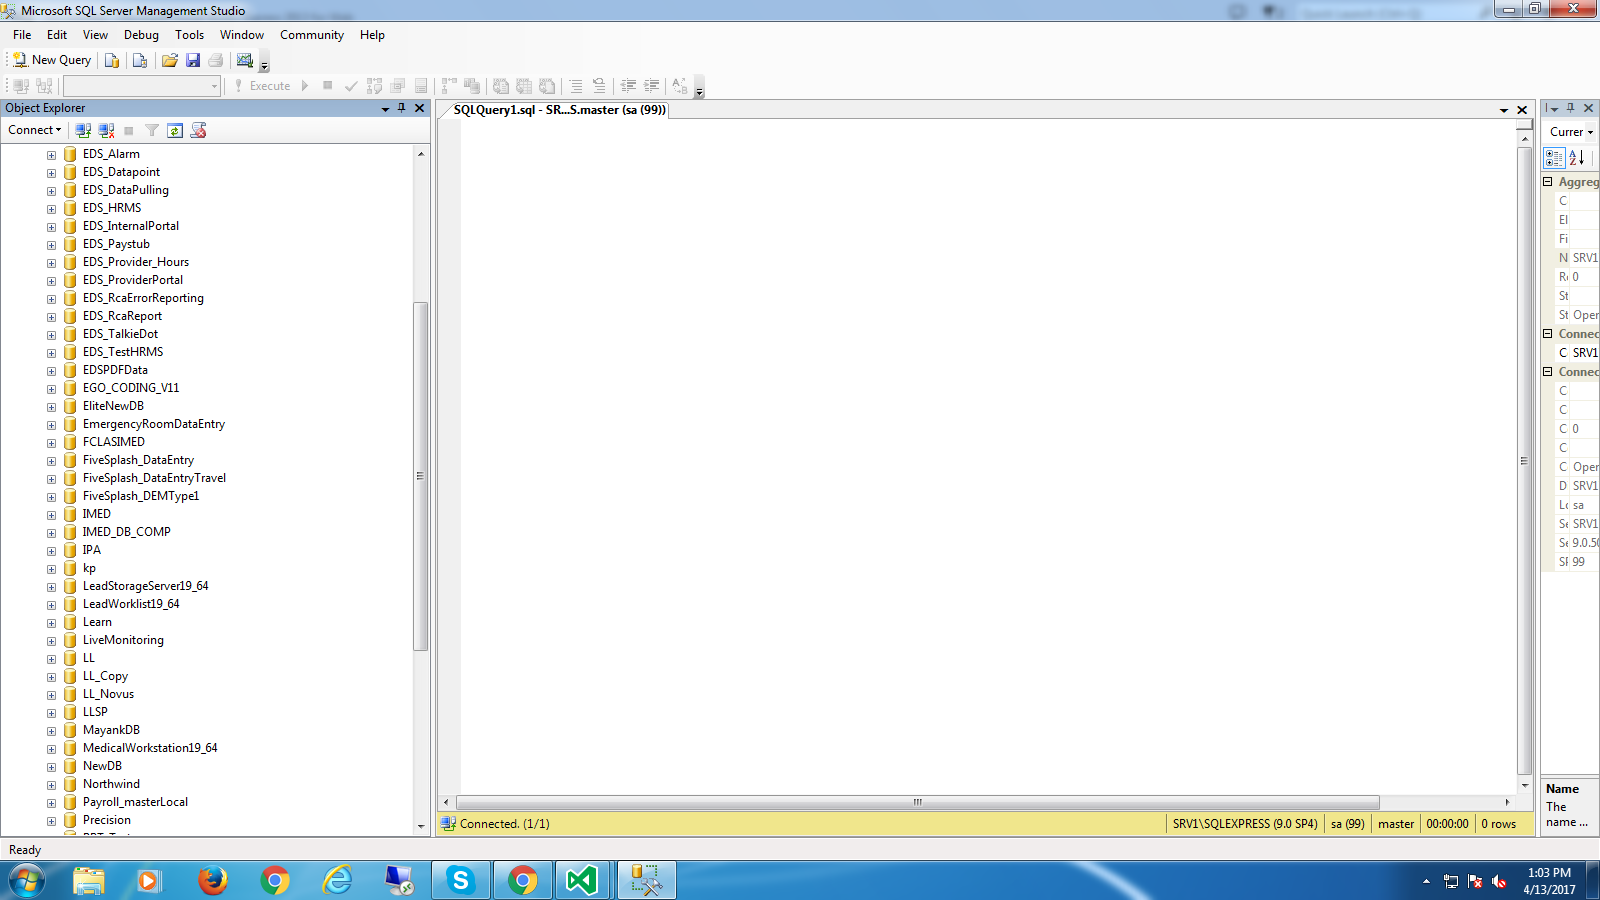 Microsoft SQL Server Management Studio
File Edit View Debug Tools Window Community Help
New Query
Execute
Object Explorer
Connect
EDS_Alarm
EDS_Datapoint
EDS_DataPulling
EDS_HRMS
EDS_InternalPortal
EDS_Paystub
EDS_Provider_Hours
EDS_ProviderPortal
EDS_RcaErrorReporting
EDS_RcaReport
EDS_TalkieDot
EDS_TestHRMS
EDSPDFData
EGO_CODING_V11
EliteNewDB
EmergencyRoomDataEntry
FCLASIMED
FiveSplash_DataEntry
FiveSplash_DataEntryTravel
FiveSplash_DEMType1
IMED
IMED_DB_COMP
IPA
kp
LeadStorageServer19_64
LeadWorklist19_64
Learn
LiveMonitoring
LL
LL_Copy
LL_Novus
LLSP
MayankDB
MedicalWorkstation19_64
NewDB
Northwind
Payroll_masterLocal
Precision
SQLQuery1.sql - SR...S.master (sa (99))
Connected. (1/1)
SRV1\SQLEXPRESS (9.0 SP4) sa (99) master 00:00:00 0 rows
Currer
Aggreg
C
El
Fi
N SRV1
R 0
St
St Oper
Connec
C SRV1
Connec
C
C
C 0
C
C Oper
D SRV1
Lc sa
Se SRV1
Se 9.0.50
SF 99
Name
The
name ...
Ready
1:03 PM
4/13/2017